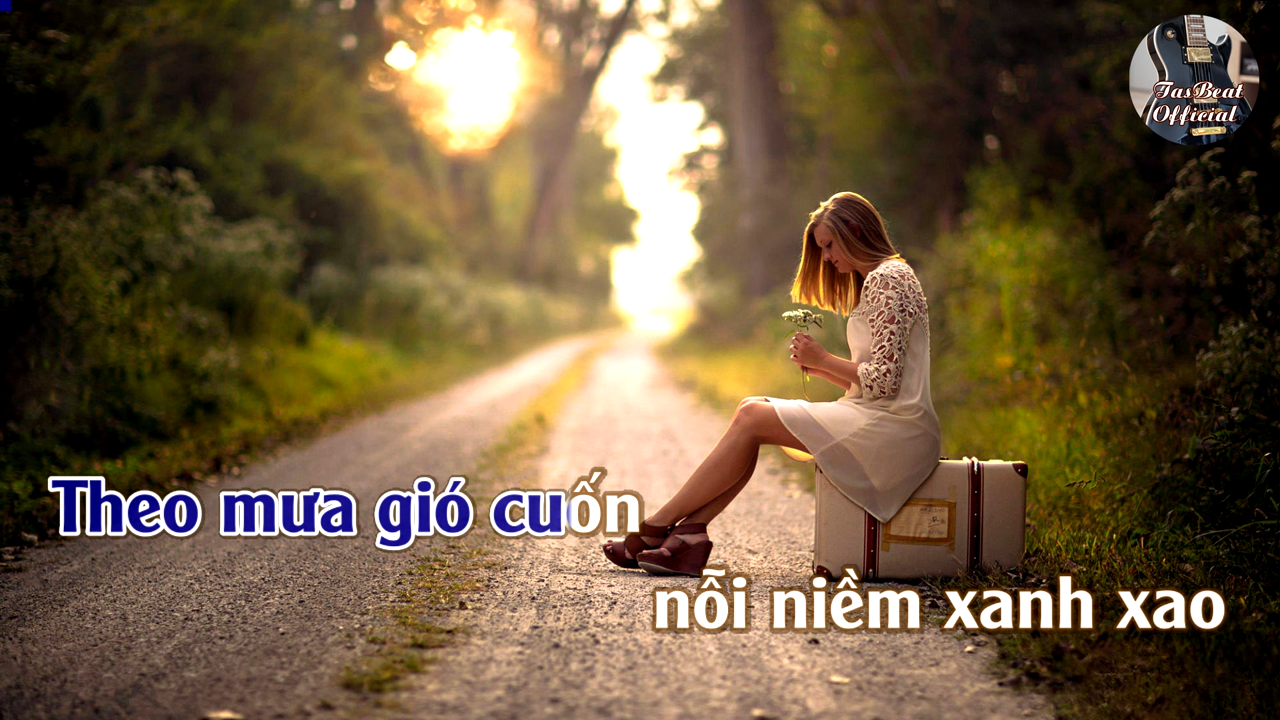 TasBeat
Official
Theo mưa gió cuốn
nỗi niềm xanh xao